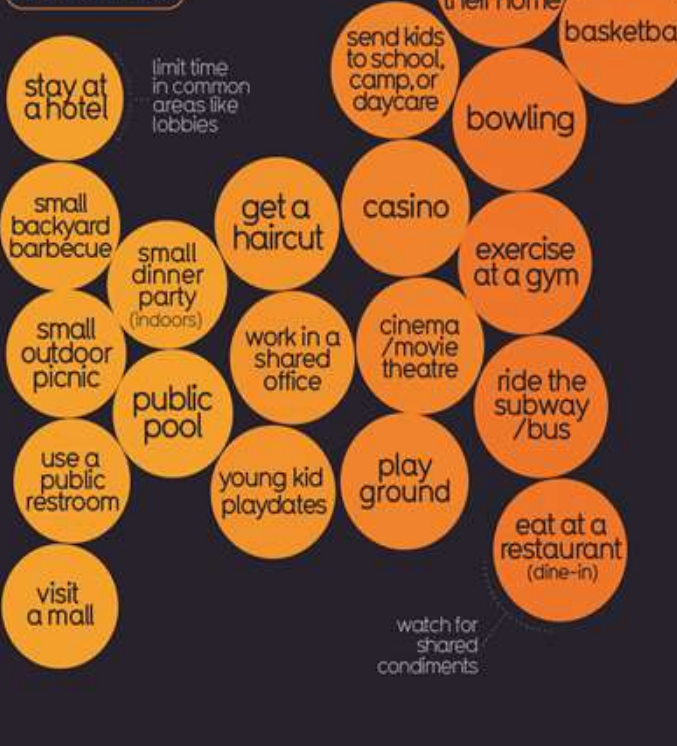 their home
basketba
send kids
to school,
camp, or
daycare
stay at
a hotel
limit time
in common
areas like
lobbies
bowling
small
backyard
barbecue
get a
haircut
casino
small
dinner
party
(indoors)
exercise
at a gym
small
outdoor
picnic
work in a
shared
office
cinema
/movie
theatre
public
pool
ride the
subway
/bus
use a
public
restroom
young kid
playdates
play
ground
eat at a
restaurant
(dine-in)
visit
a mall
watch for
shared
condiments